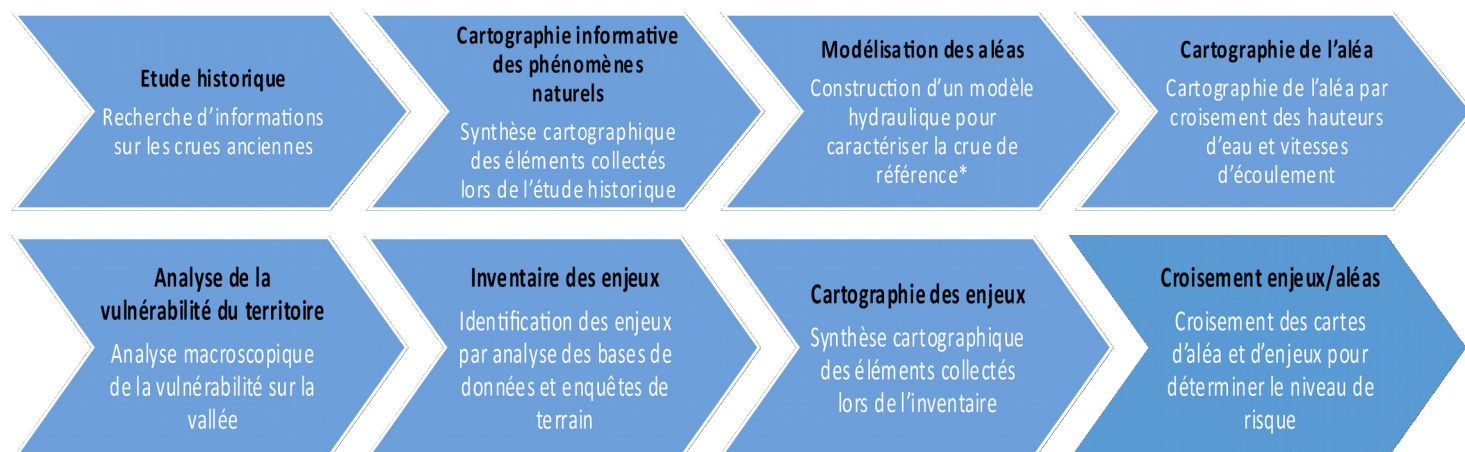 Etude historique
Recherche d’informations
sur les crues anciennes
Cartographie informative
des phénomènes
naturels
Synthèse cartographique
des éléments collectés
lors de l’étude historique
Modélisation des aléas
Construction d’un modèle
hydraulique pour
caractériser la crue de
référence*
Cartographie de l’aléa
Cartographie de l’aléa par
croisement des hauteurs
d’eau et vitesses
d’écoulement
Analyse de la
vulnérabilité du territoire
Analyse macroscopique
de la vulnérabilité sur la
vallée
Inventaire des enjeux
Identification des enjeux
par analyse des bases de
données et enquêtes de
terrain
Cartographie des enjeux
Synthèse cartographique
des éléments collectés
lors de l’inventaire
Croisement enjeux/aléas
Croisement des cartes
d’aléa et d’enjeux pour
déterminer le niveau de
risque